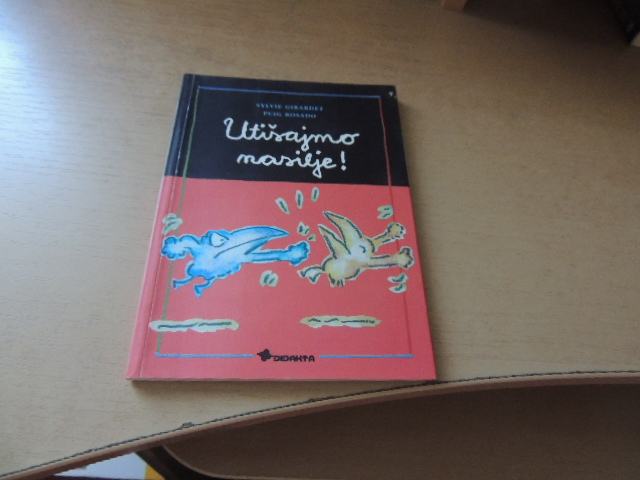 SYLVIE GIRARDET
PUIG ROSADO
Utišajmo
nasilje!
DIDAKTA